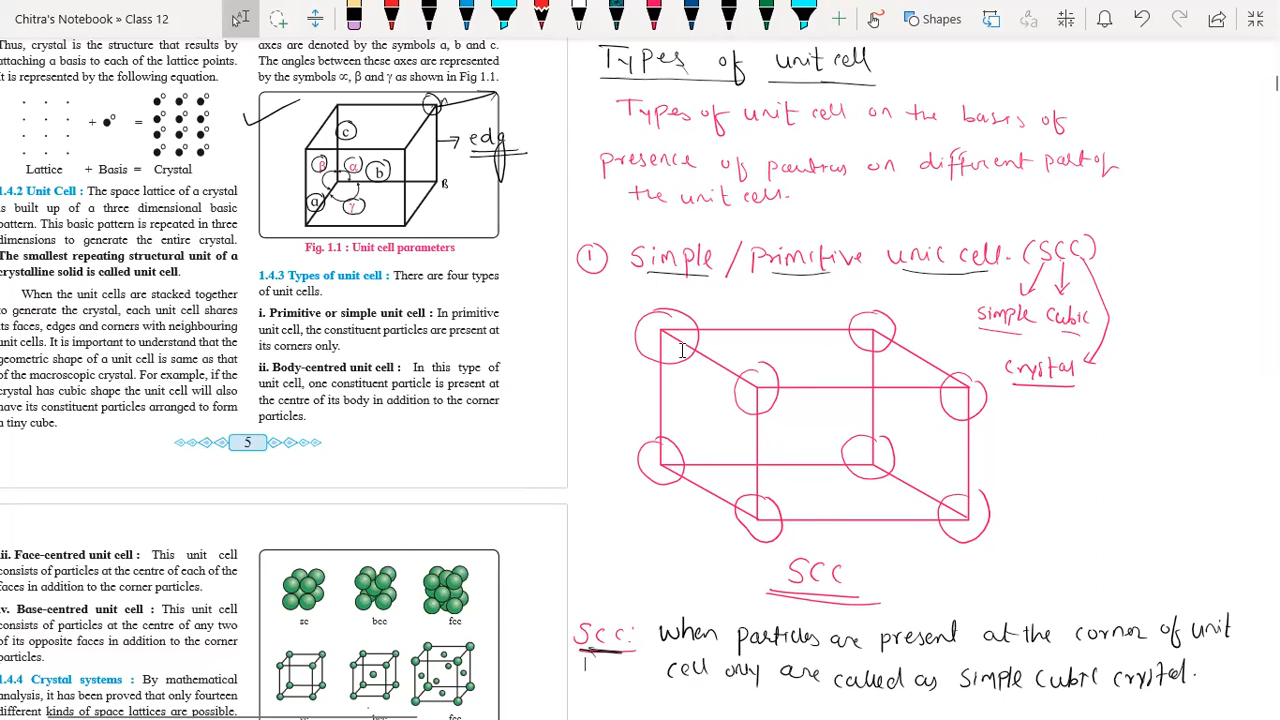 Chitra's Notebook » Class 12
Shapes
Thus, crystal is the structure that results by
attaching a basis to each of the lattice points.
It is represented by the following equation.
+ =
Lattice + Basis = Crystal
1.4.2 Unit Cell : The space lattice of a crystal
is built up of a three dimensional basic
pattern. This basic pattern is repeated in three
dimensions to generate the entire crystal.
The smallest repeating structural unit of a
crystalline solid is called unit cell.
When the unit cells are stacked together
to generate the crystal, each unit cell shares
its faces, edges and corners with neighbouring
unit cells. It is important to understand that the
geometric shape of a unit cell is same as that
of the macroscopic crystal. For example, if the
crystal has cubic shape the unit cell will also
have its constituent particles arranged to form
a tiny cube.
axes are denoted by the symbols a, b and c.
The angles between these axes are represented
by the symbols ∝, β and γ as shown in Fig 1.1.
c
edg
β α
b
B
a
γ
Fig. 1.1 : Unit cell parameters
1.4.3 Types of unit cell : There are four types
of unit cells.
i. Primitive or simple unit cell : In primitive
unit cell, the constituent particles are present at
its corners only.
ii. Body-centred unit cell : In this type of
unit cell, one constituent particle is present at
the centre of its body in addition to the corner
particles.
5
iii. Face-centred unit cell : This unit cell
consists of particles at the centre of each of the
faces in addition to the corner particles.
iv. Base-centred unit cell : This unit cell
consists of particles at the centre of any two
of its opposite faces in addition to the corner
particles.
1.4.4 Crystal systems : By mathematical
analysis, it has been proved that only fourteen
different kinds of space lattices are possible.
sc bcc fcc
Types of unit cell
Types of unit cell on the basis of
presence of on different part of
the unit cell.
① Simple / Primitive unic cell. (SCC)
simple cubic
crystal
SCC
SCC: when particles are present at the corner of unit
cell only are called as simple cubic crystal.